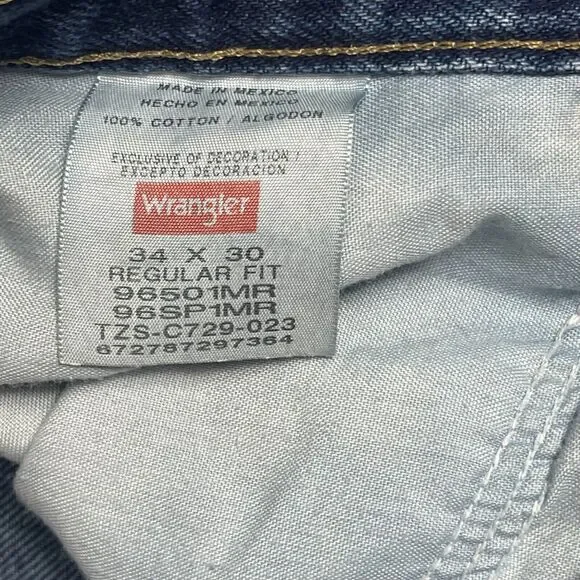 MADE IN MEXICO
HECHO EN MEXICO
100% COTTON / ALGODON
EXCLUSIVE OF DECORATION /
EXCEPTO DECORACION
Wrangler
34 X 30
REGULAR FIT
96501MR
96SP1MR
TZS-C729-023
672787297364